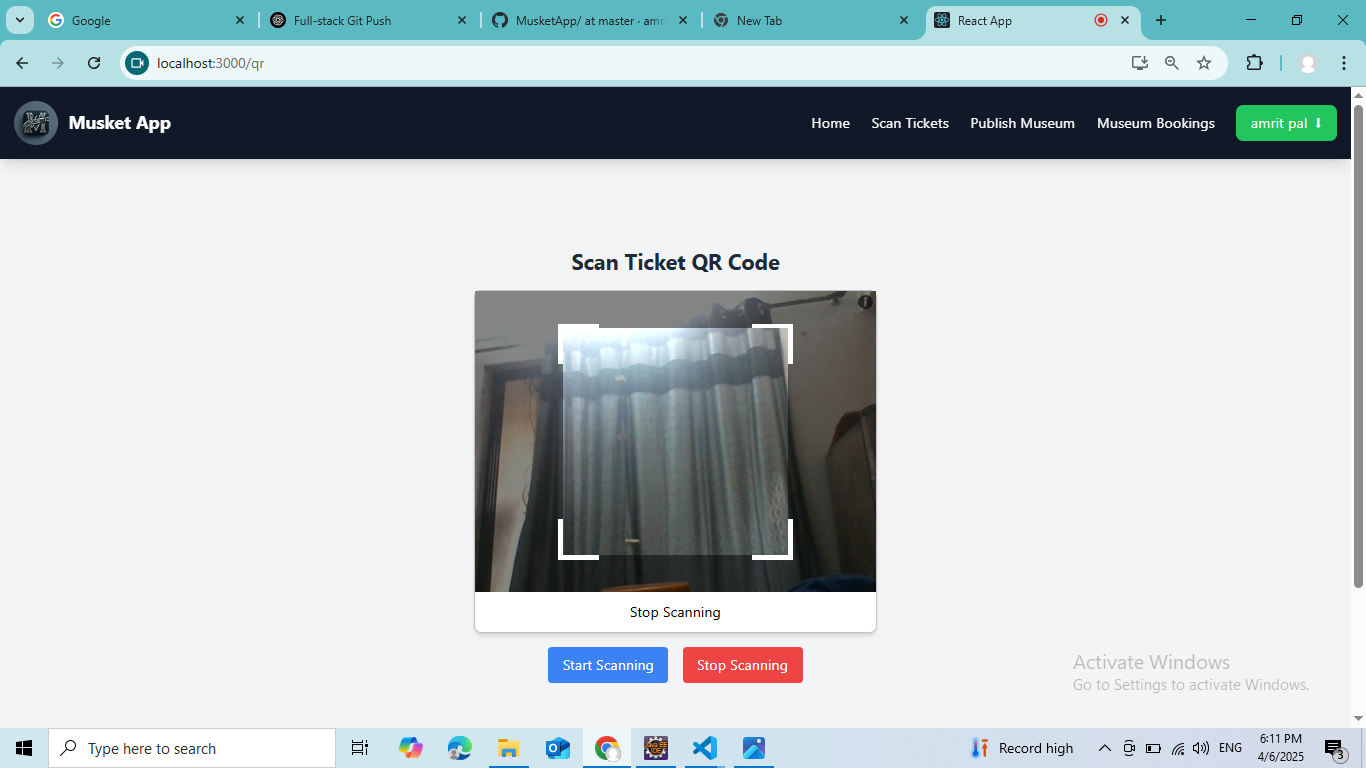 Google
Full-stack Git Push
MusketApp/ at master · amri
New Tab
React App
localhost:3000/qr
Musket App
Home
Scan Tickets
Publish Museum
Museum Bookings
amrit pal
Scan Ticket QR Code
Stop Scanning
Start Scanning
Stop Scanning
Activate Windows
Go to Settings to activate Windows.
Type here to search
Record high
ENG
6:11 PM
4/6/2025
3